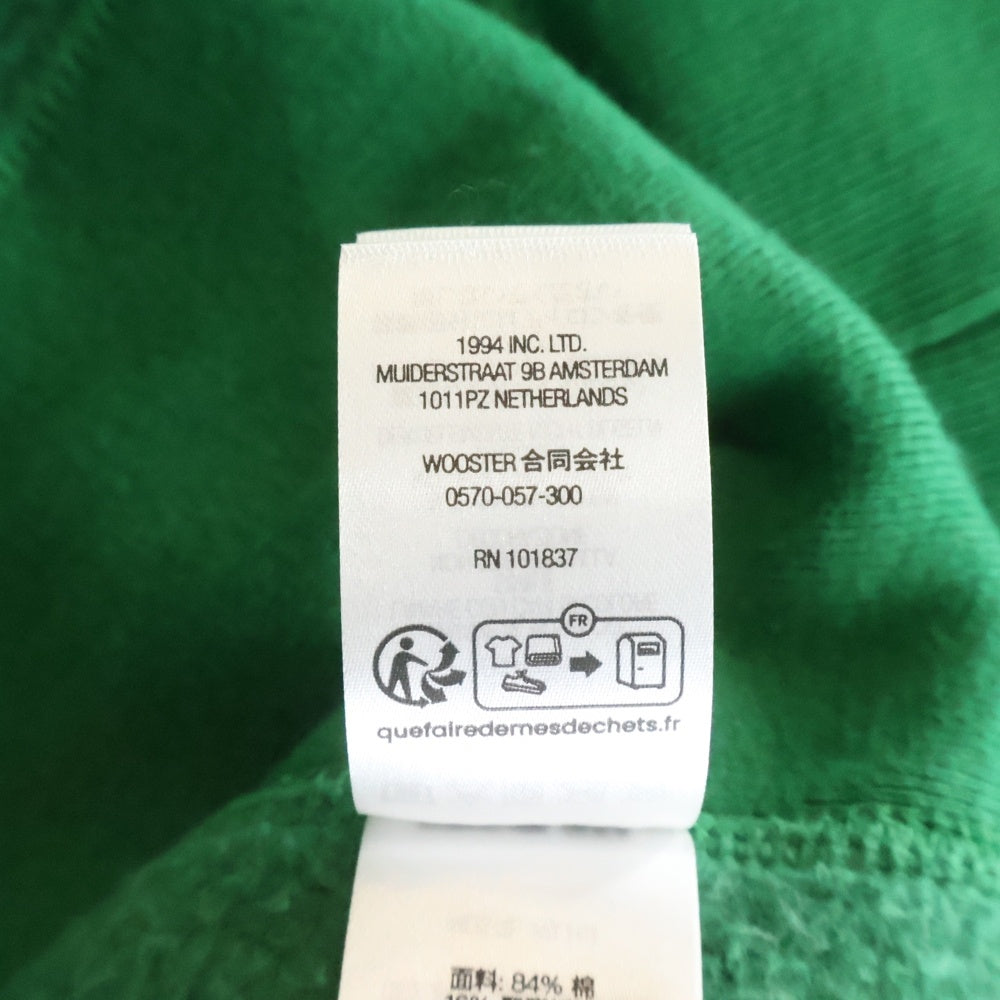 1994 INC. LTD.
MUIDERSTRAAT 9B AMSTERDAM
1011PZ NETHERLANDS
WOOSTER 合同会社
0570-057-300
RN 101837
FR
quefairedemesdechets.fr
面料: 84% 棉